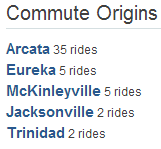 Commute Origins
Arcata 35 rides
Eureka 5 rides
McKinleyville 5 rides
Jacksonville 2 rides
Trinidad 2 rides